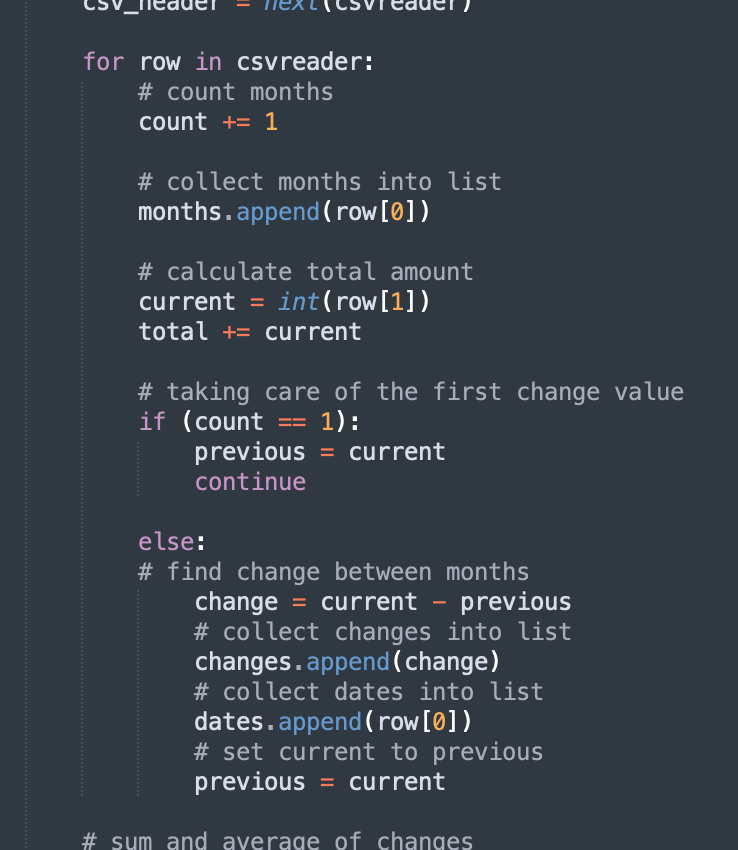 csv_header = next(csvreader)
for row in csvreader:
# count months
count += 1
# collect months into list
months.append(row[0])
# calculate total amount
current = int(row[1])
total += current
# taking care of the first change value
if (count == 1):
previous = current
continue
else:
# find change between months
change = current - previous
# collect changes into list
changes.append(change)
# collect dates into list
dates.append(row[0])
# set current to previous
previous = current
# sum and average of changes